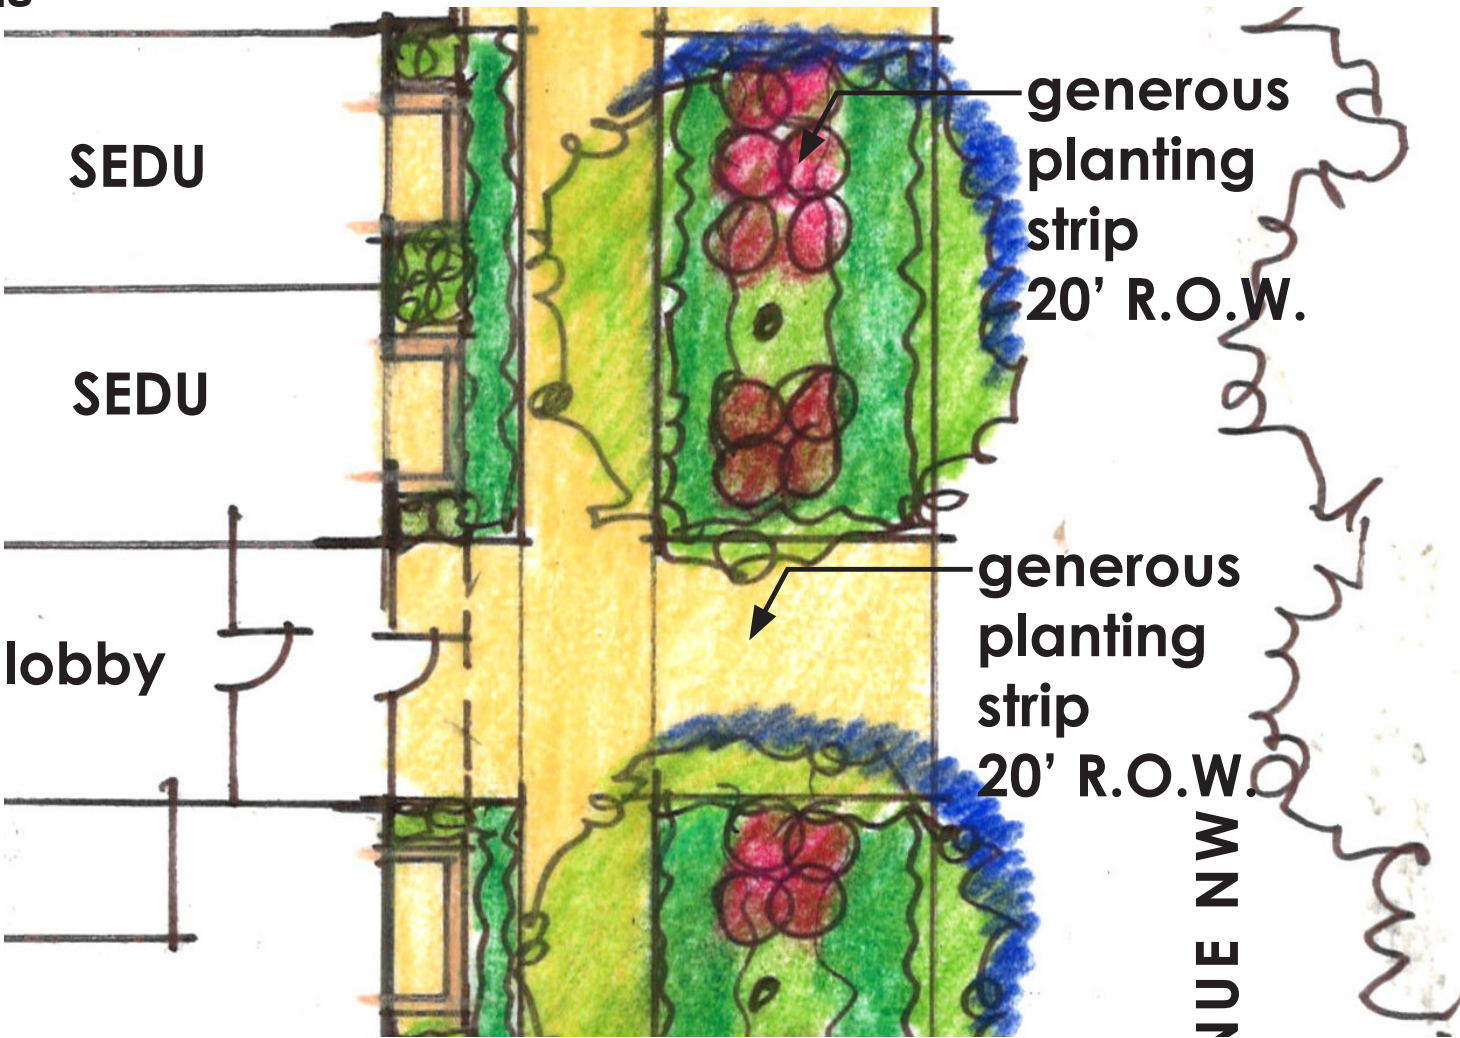 SEDU
generous
planting
strip
20’ R.O.W.
SEDU
generous
planting
strip
20’ R.O.W.
lobby
NUE NW